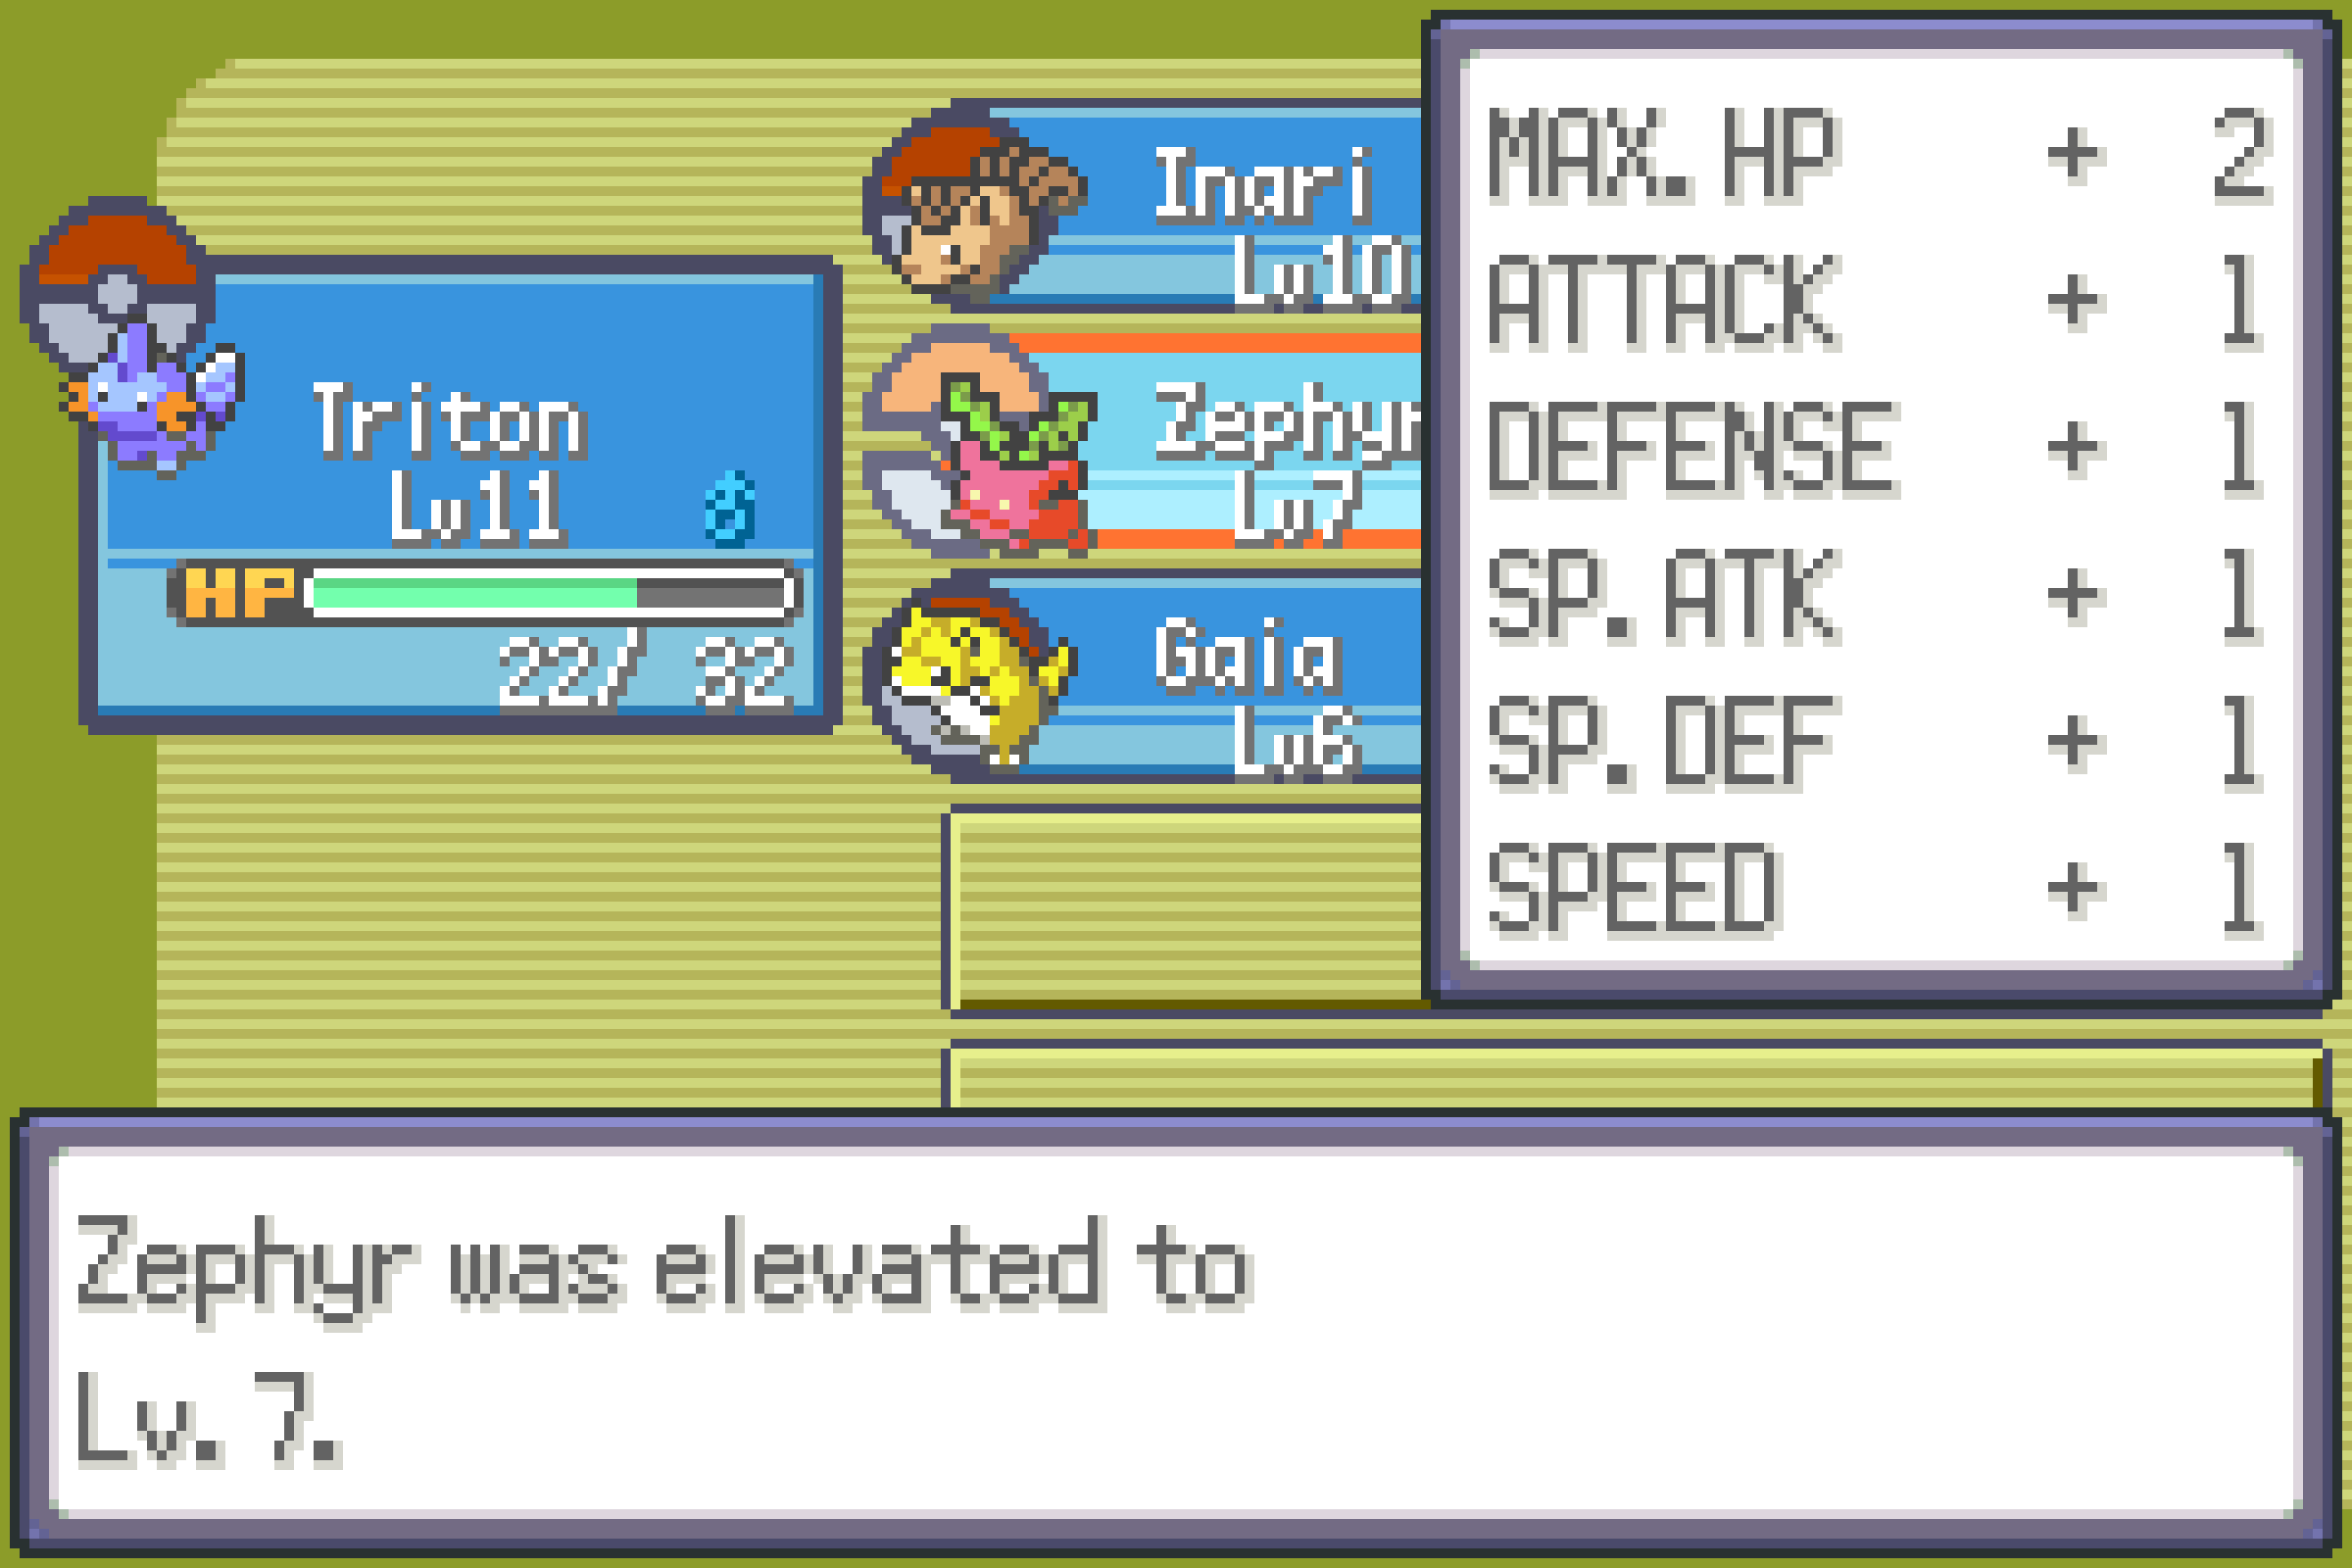 Triton
Lv11
HP
22/ 32
Inari
Lv10
Zephyr
Lv7
Gaia
Lv6
MAX. HP + 2
ATTACK + 1
DEFENSE + 1
SP. ATK + 1
SP. DEF + 1
SPEED + 1
Zephyr was elevated to
Lv. 7.